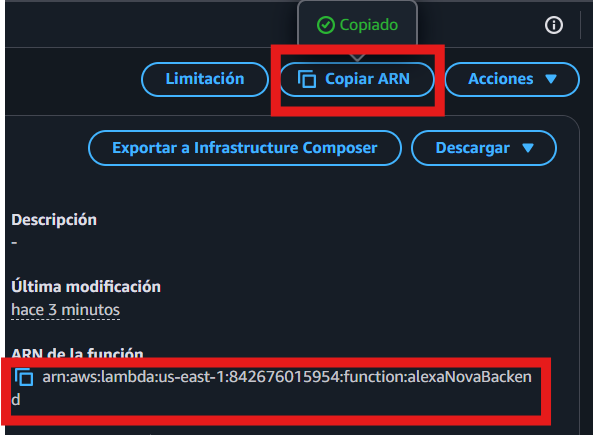 Copiado
Limitación
Copiar ARN
Acciones
Exportar a Infrastructure Composer
Descargar
Descripción
-
Última modificación
hace 3 minutos
ARN de la función
arn:aws:lambda:us-east-1:842676015954:function:alexaNovaBacken
d